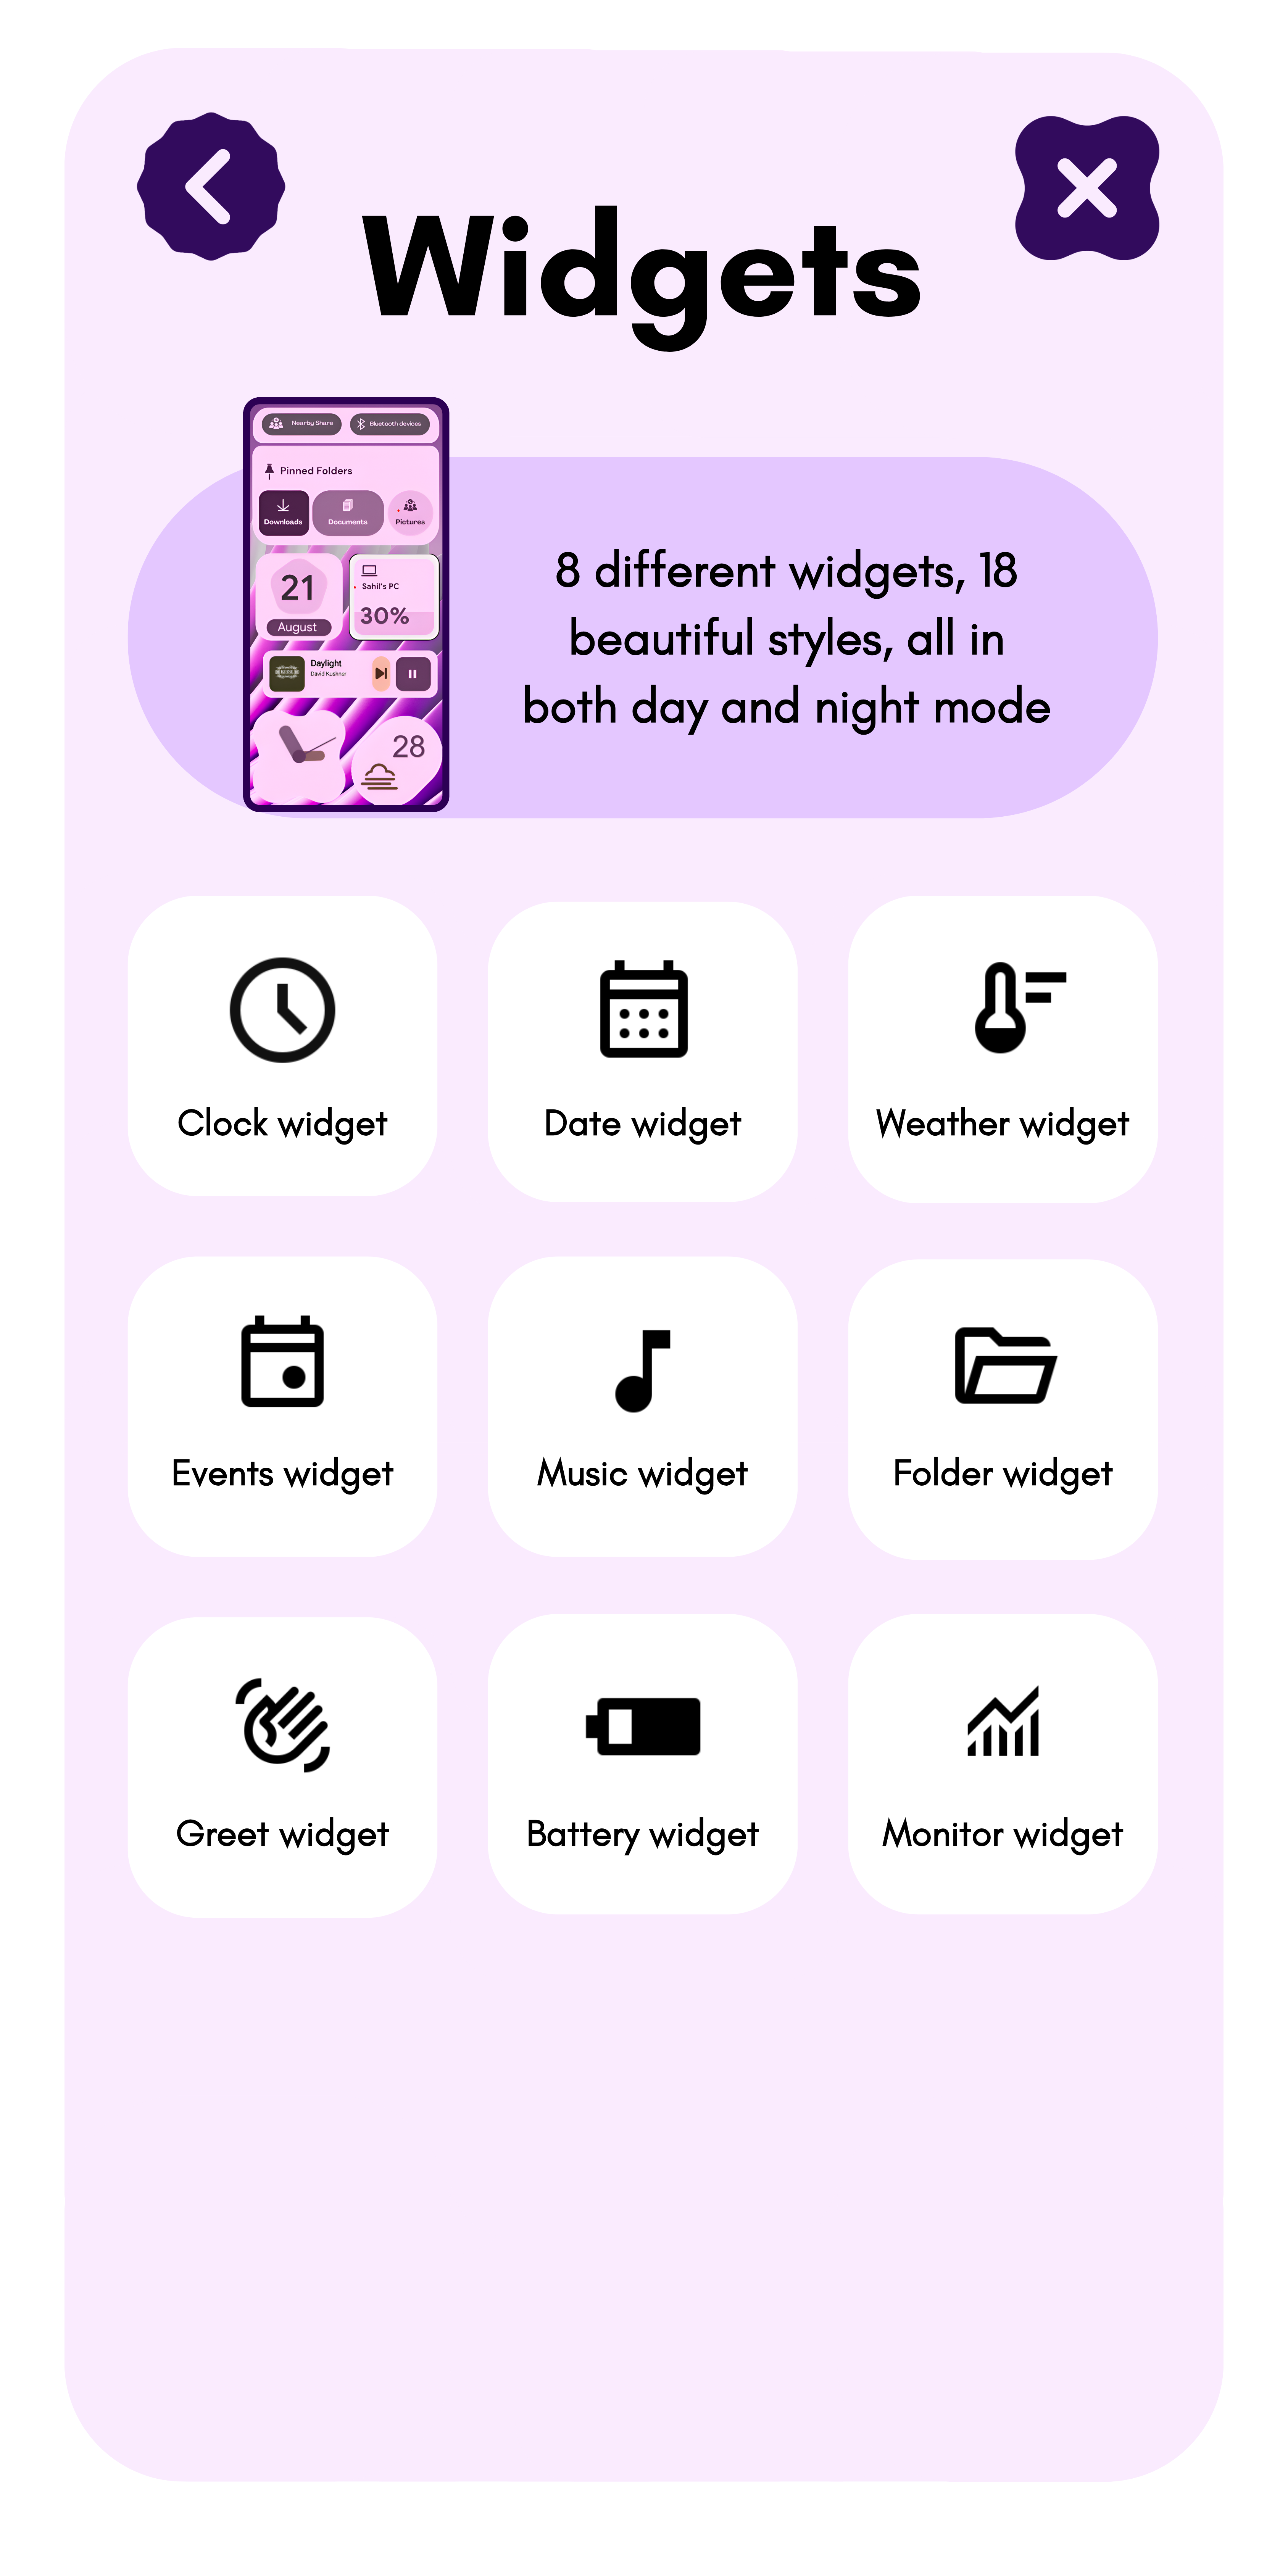 Widgets
Nearby Share
Bluetooth devices
Pinned Folders
Downloads
Documents
Pictures
21
August
Sahil's PC
30%
Daylight
David Kushner
28
8 different widgets, 18
beautiful styles, all in
both day and night mode
Clock widget
Date widget
Weather widget
Events widget
Music widget
Folder widget
Greet widget
Battery widget
Monitor widget